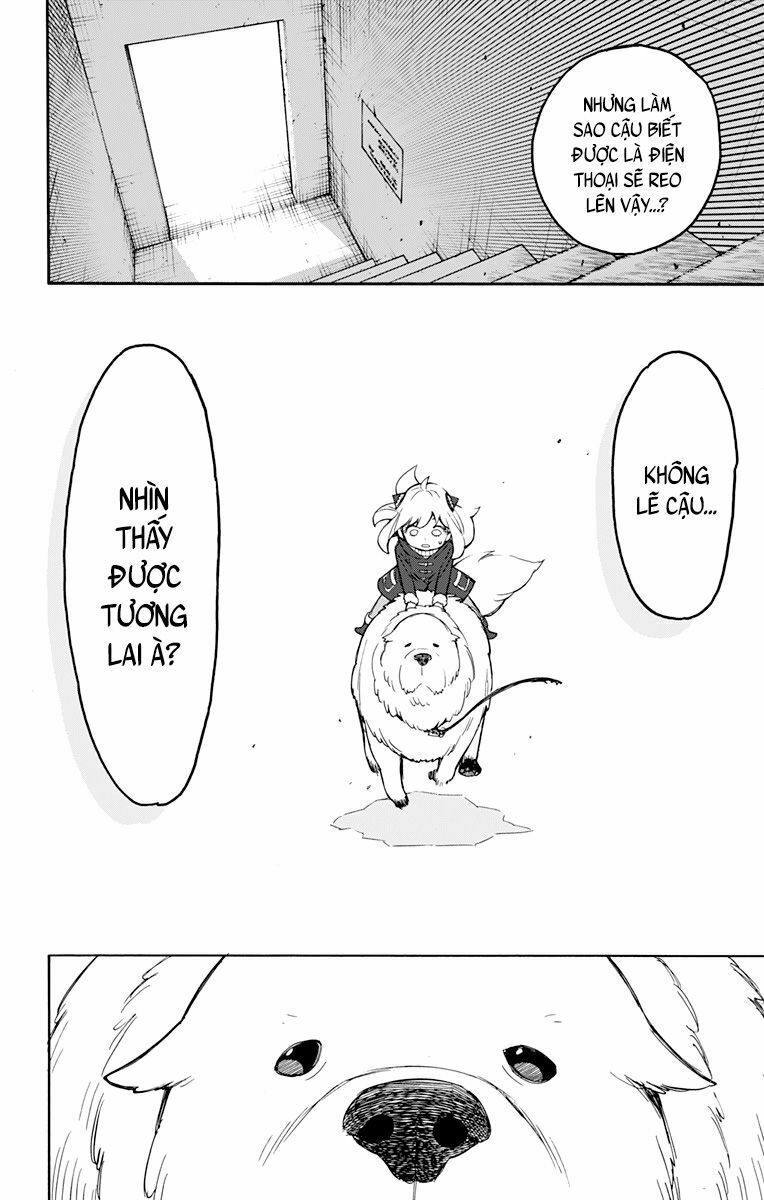 NHƯNG LÀM
SAO CẬU BIẾT
ĐƯỢC LÀ ĐIỆN
THOẠI SẼ REO
LÊN VẬY...?
KHÔNG
LẼ CẬU...
NHÌN
THẤY
ĐƯỢC
TƯƠNG
LAI À?